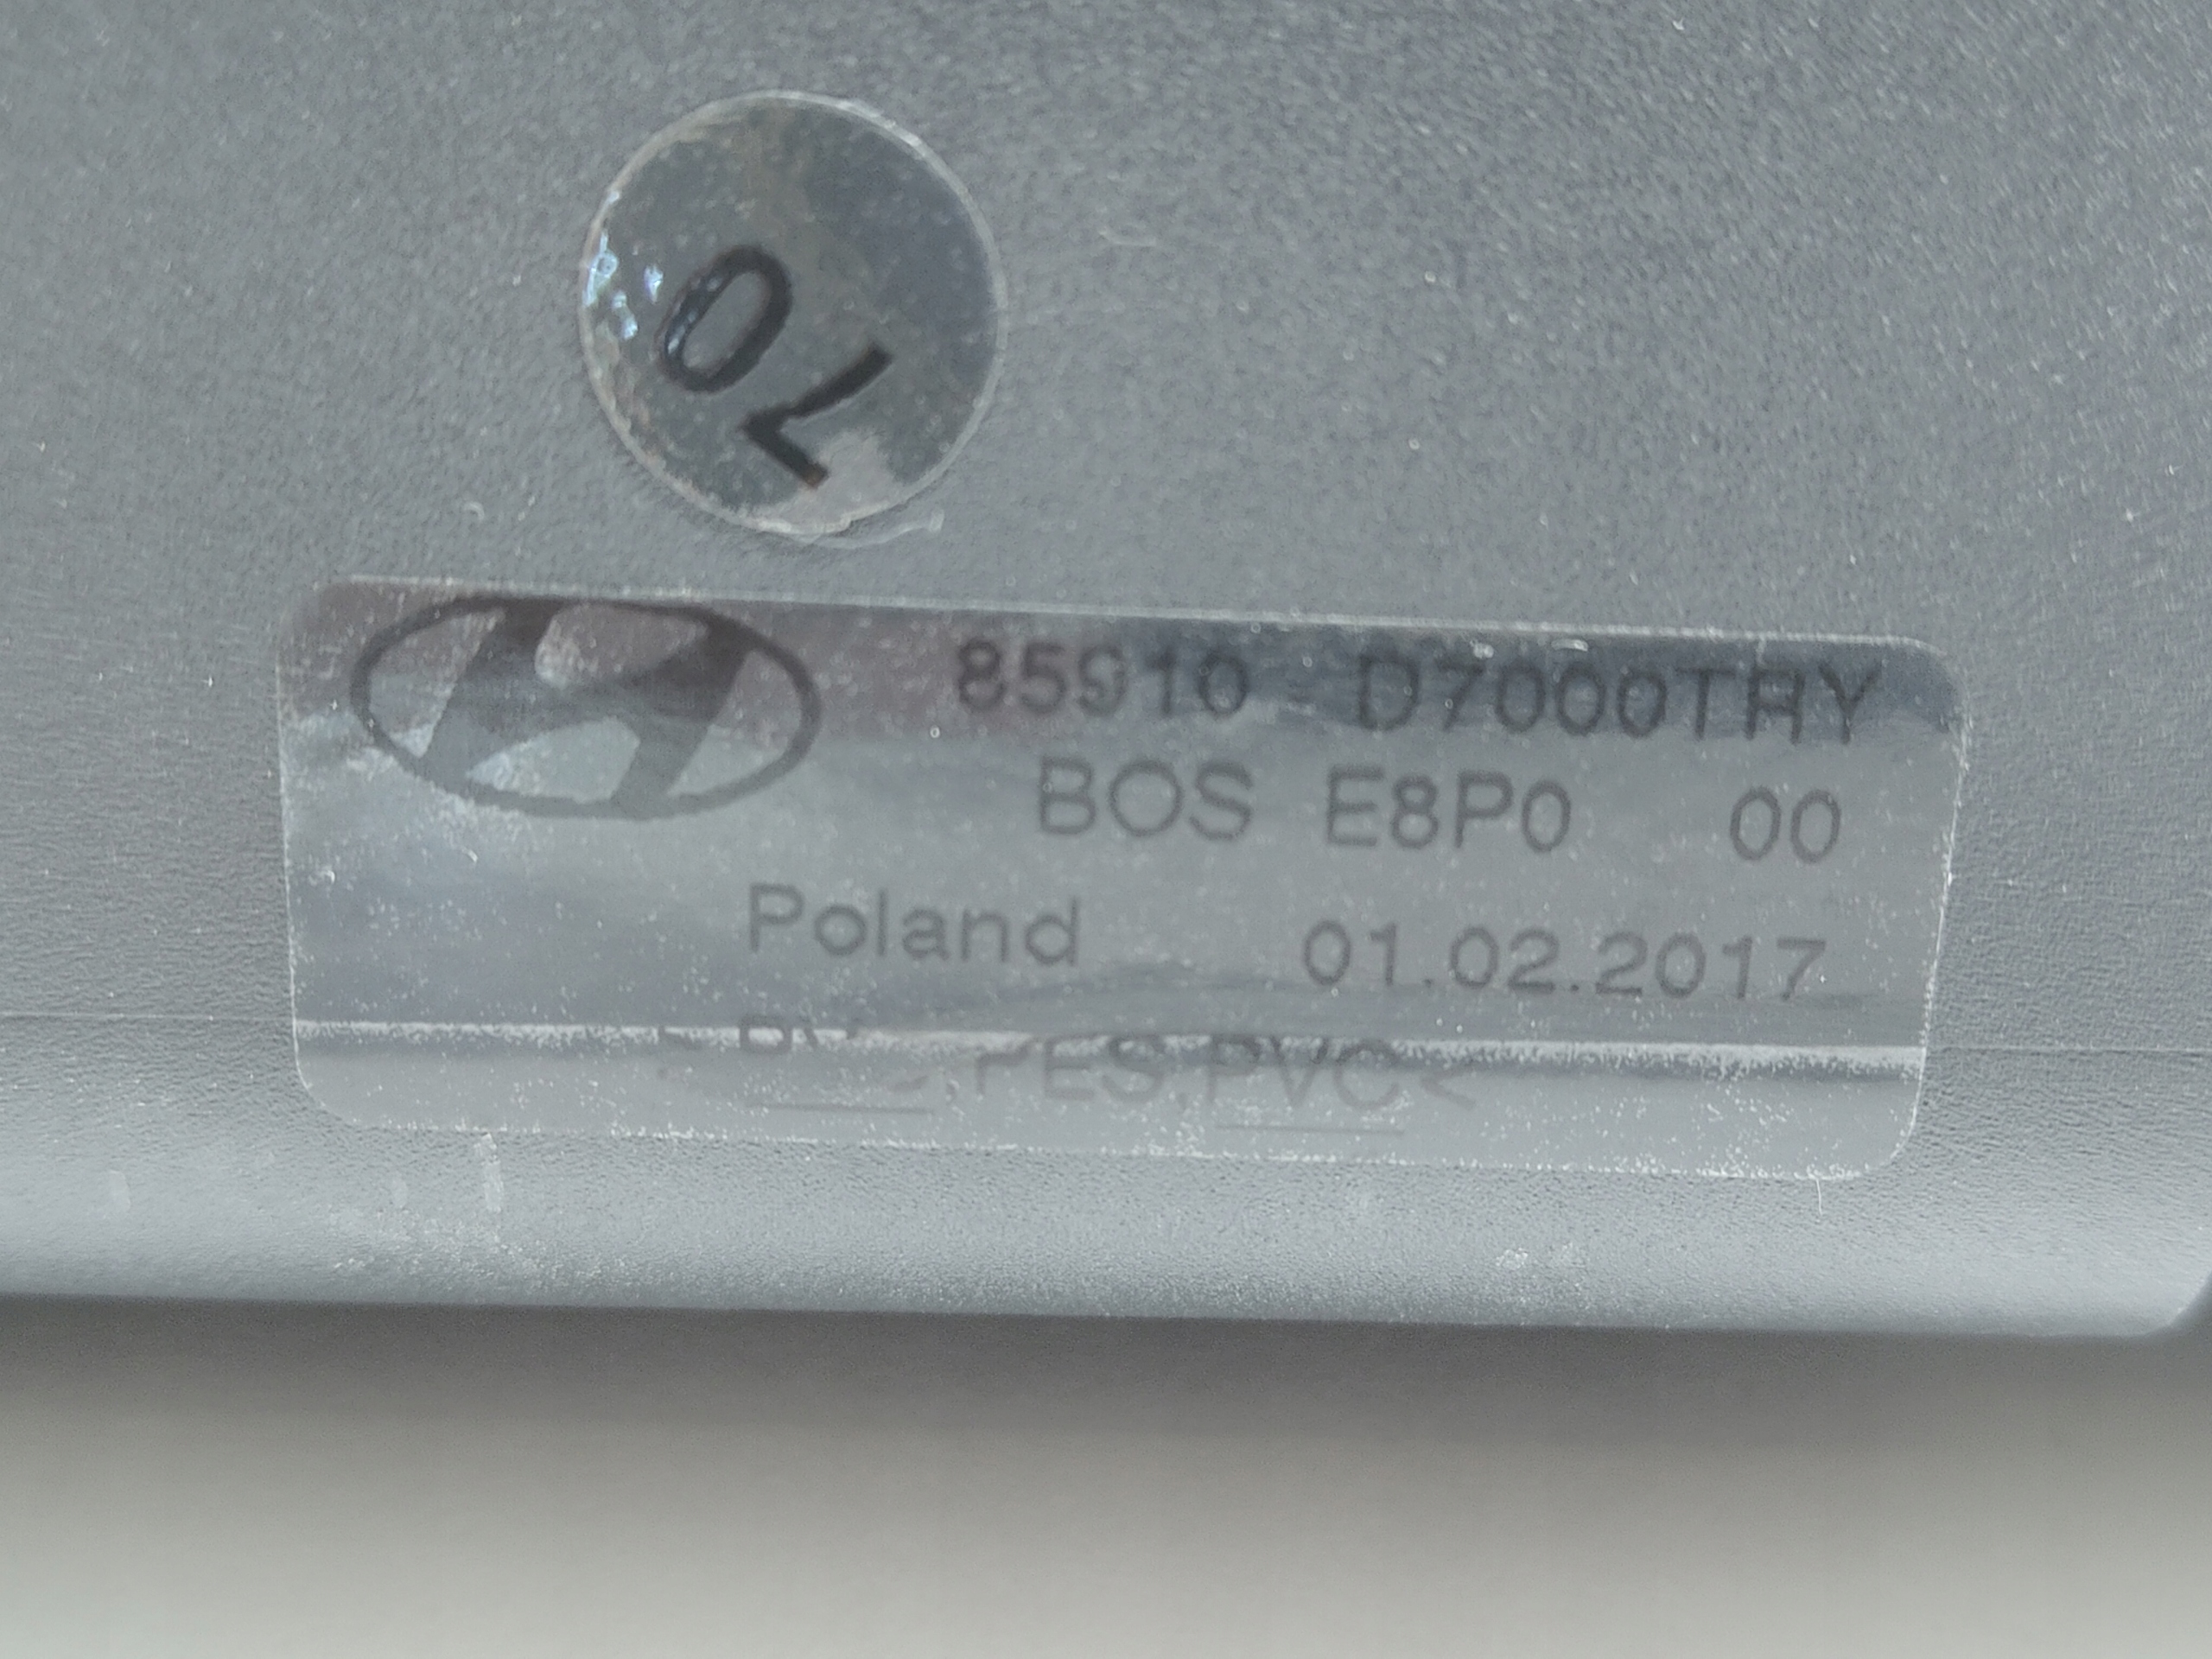 70
85910 - D7000TRY
BOS E8P0 00
Poland 01.02.2017
,PES,PVC<